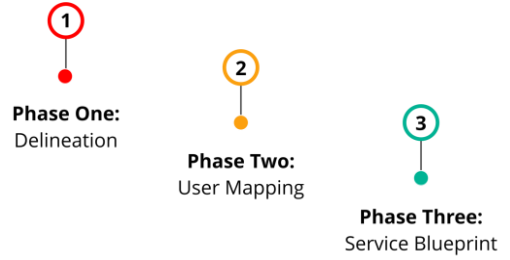 1
Phase One:
Delineation
2
Phase Two:
User Mapping
3
Phase Three:
Service Blueprint